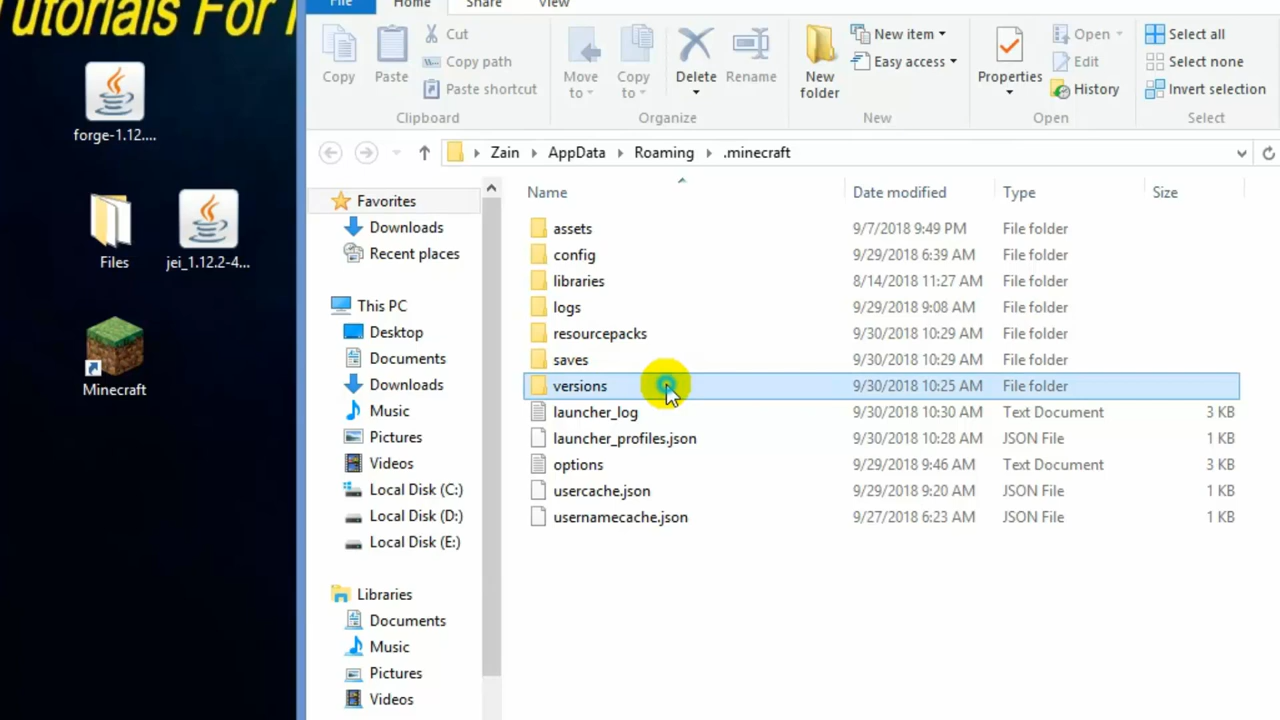 Tutorials For
File Home Share View
Copy
Paste
Cut
Copy path
Paste shortcut
Clipboard
Move to
Copy to
Delete
Rename
Organize
New folder
New item
Easy access
New
Properties
Open
Edit
History
Open
Select all
Select none
Invert selection
Select
Zain AppData Roaming .minecraft
forge-1.12....
Files
jei_1.12.2-4...
Minecraft
Favorites
Downloads
Recent places
This PC
Desktop
Documents
Downloads
Music
Pictures
Videos
Local Disk (C:)
Local Disk (D:)
Local Disk (E:)
Libraries
Documents
Music
Pictures
Videos
Name Date modified Type Size
assets 9/7/2018 9:49 PM File folder
config 9/29/2018 6:39 AM File folder
libraries 8/14/2018 11:27 AM File folder
logs 9/29/2018 9:08 AM File folder
resourcepacks 9/30/2018 10:29 AM File folder
saves 9/30/2018 10:29 AM File folder
versions 9/30/2018 10:25 AM File folder
launcher_log 9/30/2018 10:30 AM Text Document 3 KB
launcher_profiles.json 9/30/2018 10:28 AM JSON File 1 KB
options 9/29/2018 9:46 AM Text Document 3 KB
usercache.json 9/29/2018 9:20 AM JSON File 1 KB
usernamecache.json 9/27/2018 6:23 AM JSON File 1 KB